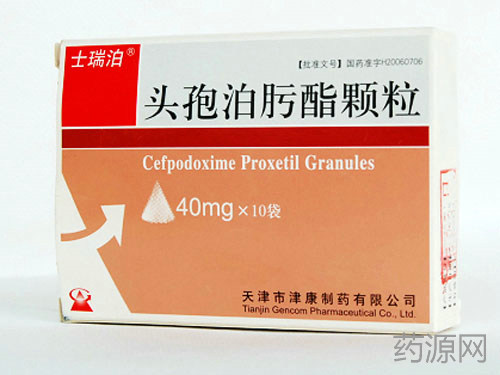 士瑞泊®
【批准文号】国药准字H20060706
头孢泊肟酯颗粒
Cefpodoxime Proxetil Granules
40mg×10袋
天津市津康制药有限公司
Tianjin Gencom Pharmaceutical Co., Ltd.
药源网